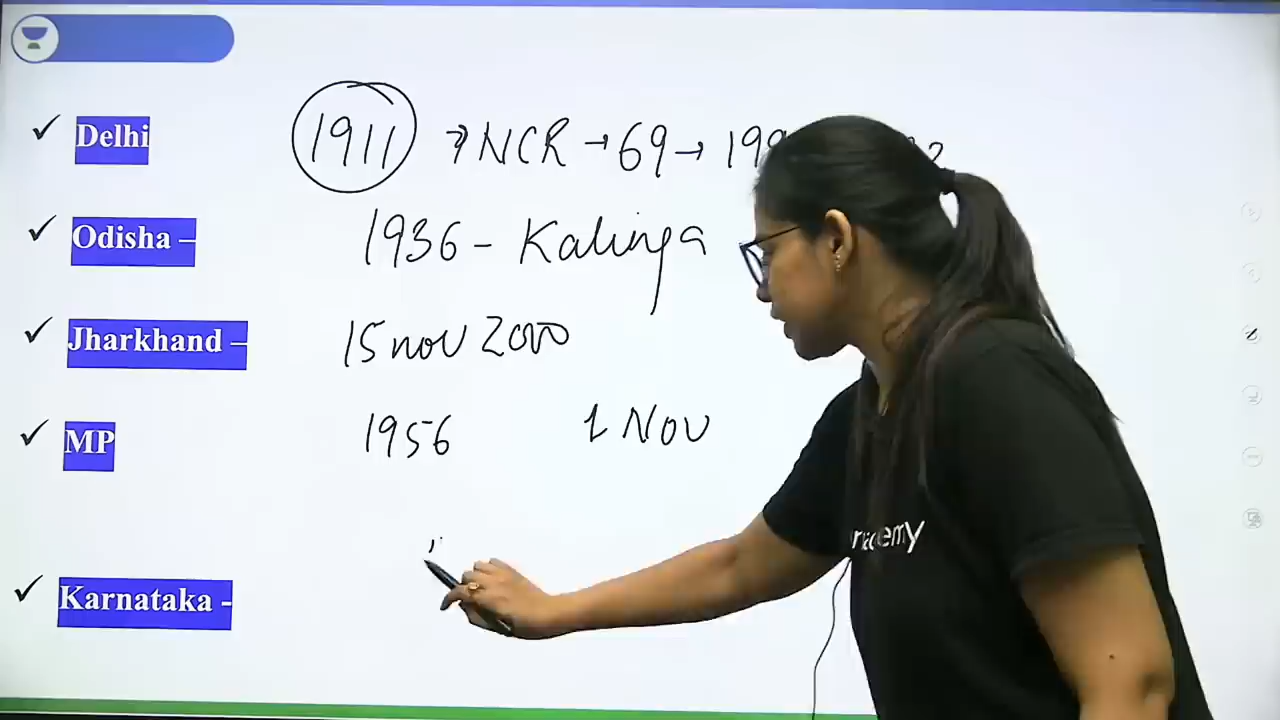 Delhi 1911 → NCR → 69 → 199
Odisha – 1936 - Kalinga
Jharkhand – 15 nov 2000
MP 1956 1 Nov
Karnataka -